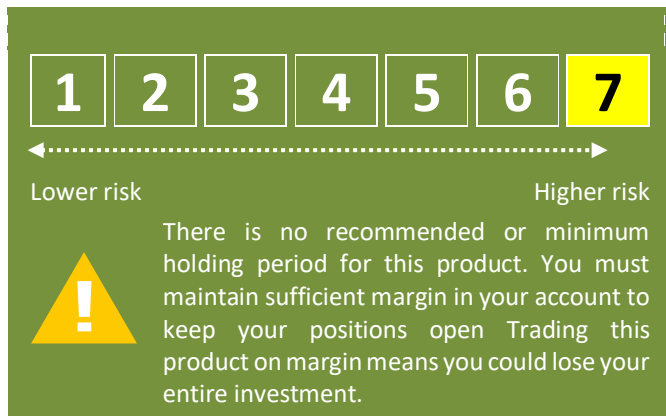 1 2 3 4 5 6 7
Lower risk Higher risk
There is no recommended or minimum
holding period for this product. You must
maintain sufficient margin in your account to
keep your positions open Trading this
product on margin means you could lose your
entire investment.